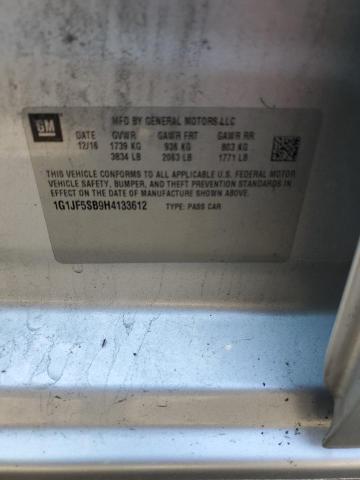 GM
MFD BY GENERAL MOTORS LLC
DATE GVWR GAWR FRT GAWR RR
12/16 1739 KG 936 KG 803 KG
3834 LB 2063 LB 1771 LB
THIS VEHICLE CONFORMS TO ALL APPLICABLE U.S. FEDERAL MOTOR
VEHICLE SAFETY, BUMPER, AND THEFT PREVENTION STANDARDS IN
EFFECT ON THE DATE OF MANUFACTURE SHOWN ABOVE.
1G1JF5SB9H4133612 TYPE: PASS CAR